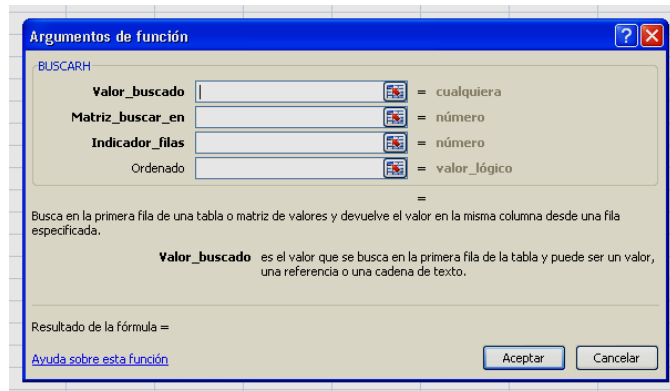 Argumentos de función
BUSCARH
Valor_buscado = cualquiera
Matriz_buscar_en = número
Indicador_filas = número
Ordenado = valor_lógico
=
Busca en la primera fila de una tabla o matriz de valores y devuelve el valor en la misma columna desde una fila
especificada.
Valor_buscado es el valor que se busca en la primera fila de la tabla y puede ser un valor,
una referencia o una cadena de texto.
Resultado de la fórmula =
Ayuda sobre esta función
Aceptar Cancelar